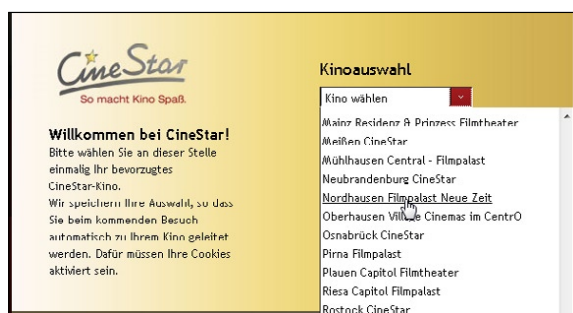 CineStar
So macht Kino Spaß.
Willkommen bei CineStar!
Bitte wählen Sie an dieser Stelle
einmalig Ihr bevorzugtes
CineStar-Kino.
Wir speichern Ihre Auswahl, so dass
Sie beim kommenden Besuch
automatisch zu Ihrem Kino geleitet
werden. Dafür müssen Ihre Cookies
aktiviert sein.
Kinoauswahl
Kino wählen
Mainz Residenz & Prinzess Filmtheater
Meißen CineStar
Mühlhausen Central - Filmpalast
Neubrandenburg CineStar
Nordhausen Filmpalast Neue Zeit
Oberhausen Village Cinemas im CentrO
Osnabrück CineStar
Pirna Filmpalast
Plauen Capitol Filmtheater
Riesa Capitol Filmpalast
Rostock CineStar